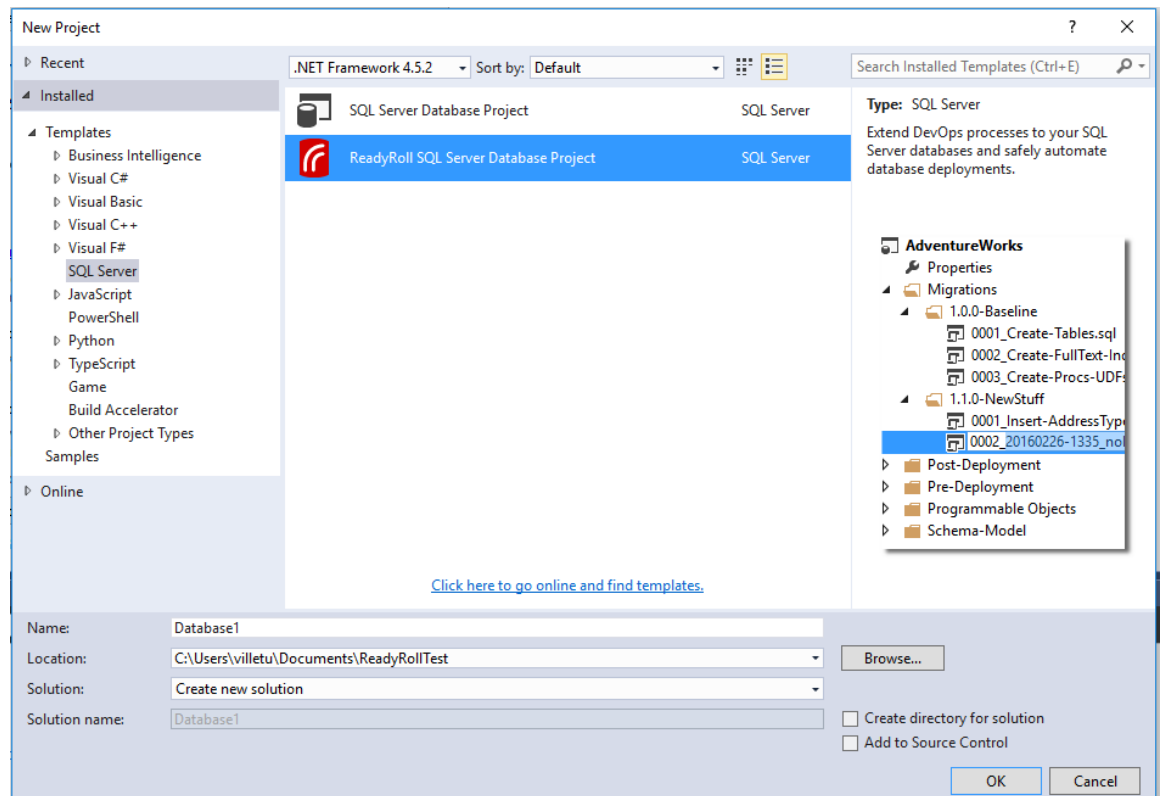 New Project
?
Recent
.NET Framework 4.5.2
Sort by:
Default
Search Installed Templates (Ctrl+E)
Installed
Templates
Business Intelligence
Visual C#
Visual Basic
Visual C++
Visual F#
SQL Server
JavaScript
PowerShell
Python
TypeScript
Game
Build Accelerator
Other Project Types
Samples
Online
SQL Server Database Project
SQL Server
ReadyRoll SQL Server Database Project
SQL Server
Click here to go online and find templates.
Type: SQL Server
Extend DevOps processes to your SQL
Server databases and safely automate
database deployments.
AdventureWorks
Properties
Migrations
1.0.0-Baseline
0001_Create-Tables.sql
0002_Create-FullText-Ind
0003_Create-Procs-UDFs
1.1.0-NewStuff
0001_Insert-AddressType
0002_20160226-1335_nol
Post-Deployment
Pre-Deployment
Programmable Objects
Schema-Model
Name:
Database1
Location:
C:\Users\villetu\Documents\ReadyRollTest
Browse...
Solution:
Create new solution
Solution name:
Database1
Create directory for solution
Add to Source Control
OK
Cancel